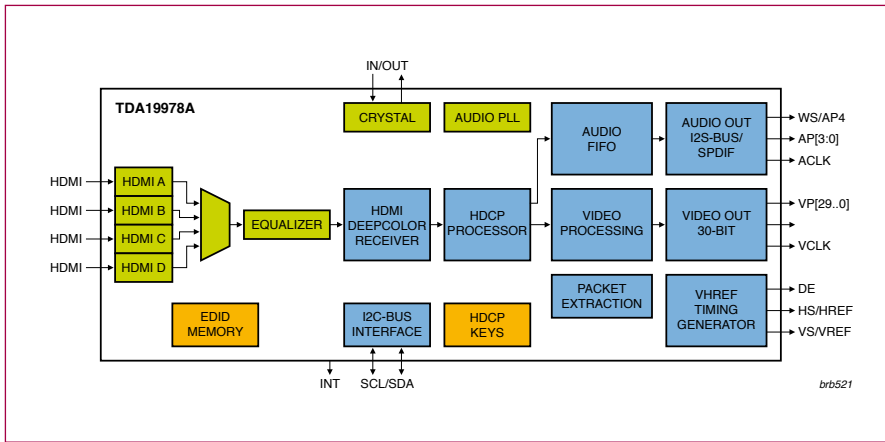 IN/OUT
TDA19978A
CRYSTAL
AUDIO PLL
AUDIO
FIFO
AUDIO OUT
I2S-BUS/
SPDIF
WS/AP4
AP[3:0]
ACLK
HDMI
HDMI A
HDMI
HDMI B
HDMI
HDMI C
HDMI
HDMI D
EQUALIZER
HDMI
DEEPCOLOR
RECEIVER
HDCP
PROCESSOR
VIDEO
PROCESSING
VIDEO OUT
30-BIT
VP[29..0]
VCLK
EDID
MEMORY
I2C-BUS
INTERFACE
HDCP
KEYS
PACKET
EXTRACTION
VHREF
TIMING
GENERATOR
DE
HS/HREF
VS/VREF
INT
SCL/SDA
brb521